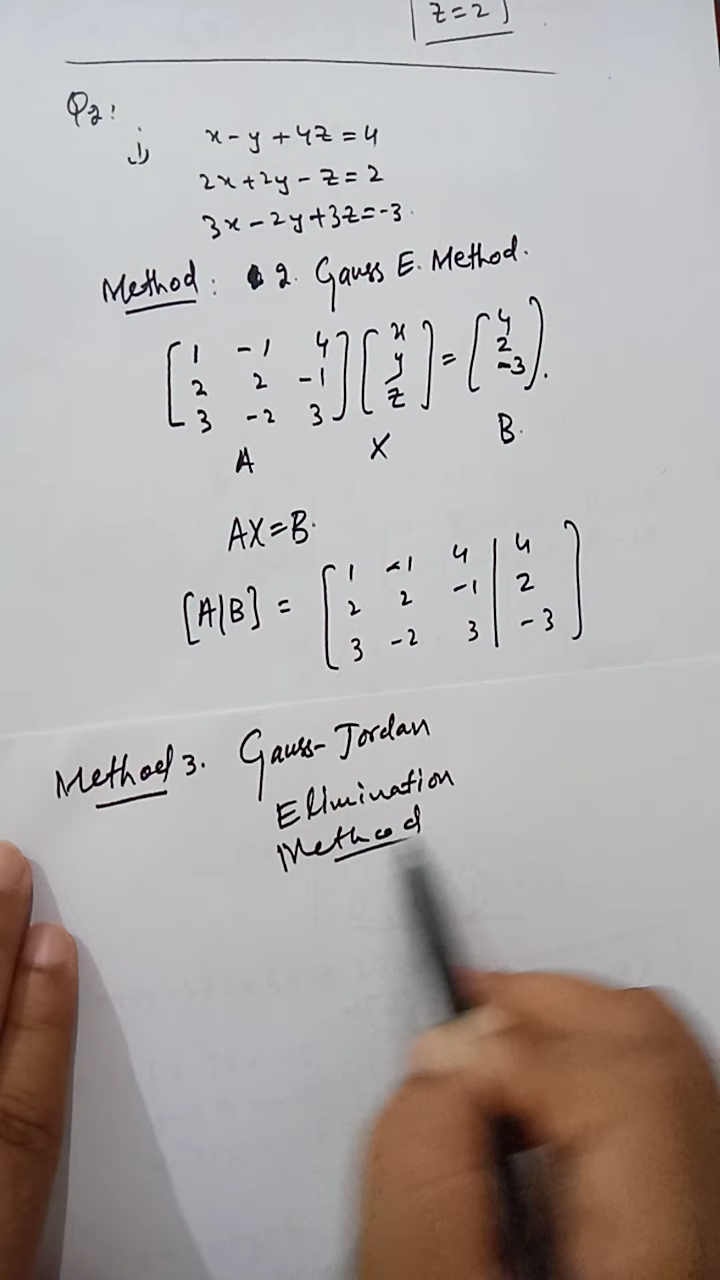 z = 2
Q2:
i)
x - y + 4z = 4
2x + 2y - z = 2
3x - 2y + 3z = -3.
Method: 2. Gauss E. Method.
[1 -1 4] [x] = [4]
[2 2 -1] [y] [2]
[3 -2 3] [z] [-3].
A X B.
AX = B.
[A|B] = [1 -1 4 | 4]
[2 2 -1 | 2]
[3 -2 3 | -3]
Method 3. Gauss-Jordan
Elimination
Method